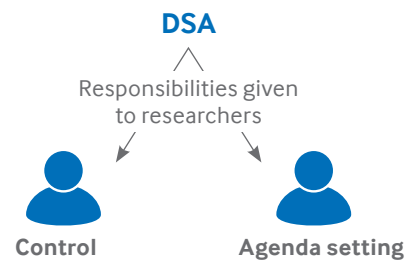 DSA
Responsibilities given
to researchers
Control
Agenda setting